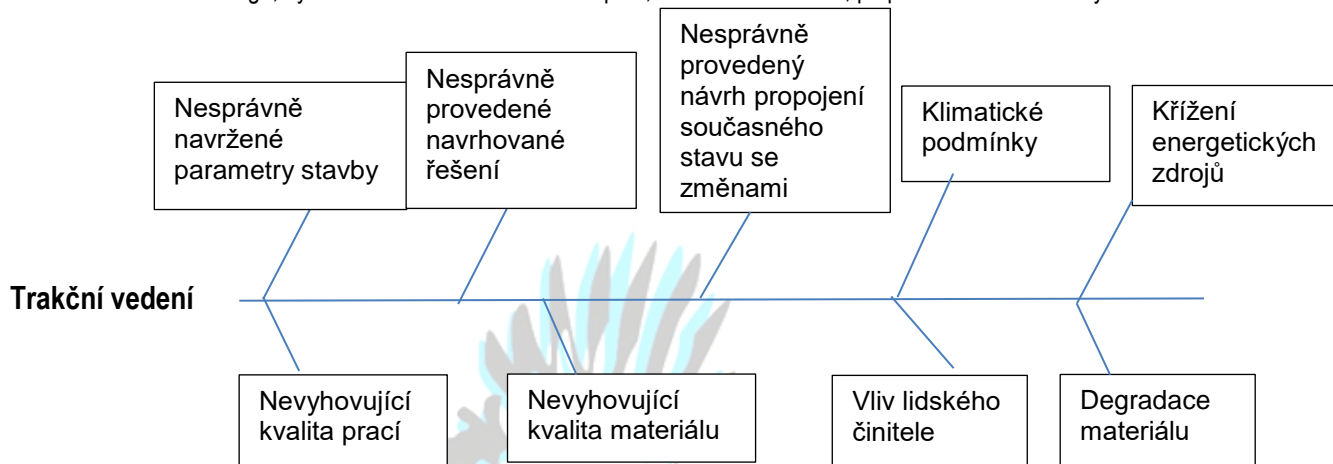 Nesprávně
navržené
parametry stavby
Nesprávně
provedené
navrhované
řešení
Nesprávně
provedený
návrh propojení
současného
stavu se
změnami
Klimatické
podmínky
Křížení
energetických
zdrojů
Trakční vedení
Nevyhovující
kvalita prací
Nevyhovující
kvalita materiálu
Vliv lidského
činitele
Degradace
materiálu